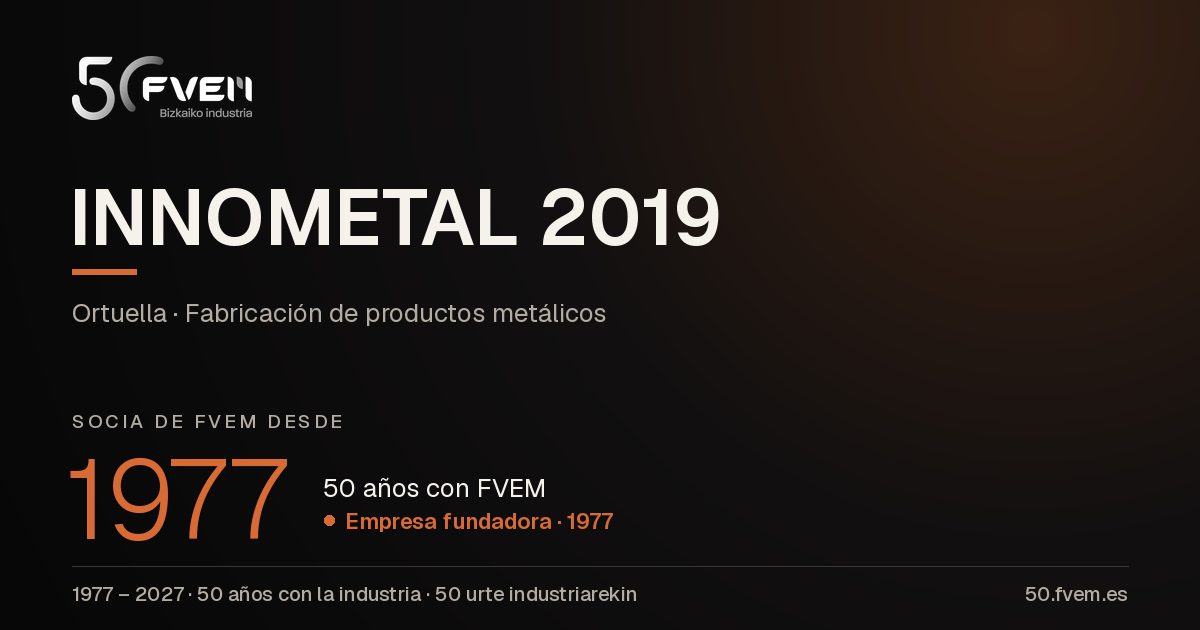 50 FVEM
Bizkaiko industria
INNOMETAL 2019
Ortuella · Fabricación de productos metálicos
SOCIA DE FVEM DESDE
1977
50 años con FVEM
Empresa fundadora · 1977
1977 – 2027 · 50 años con la industria · 50 urte industriarekin
50.fvem.es